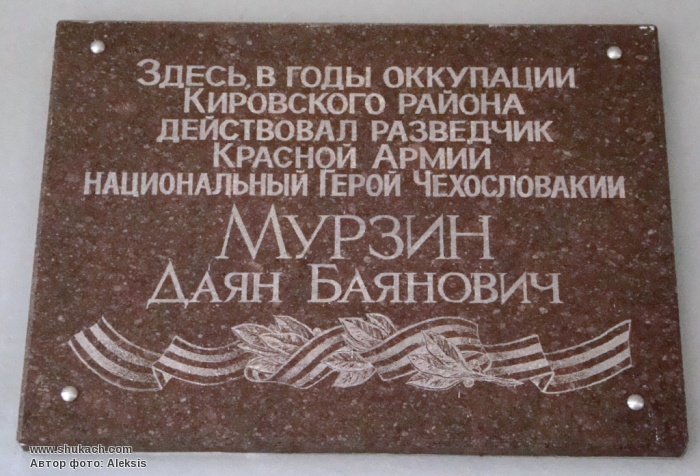 Здесь, в годы оккупации
Кировского района
действовал разведчик
Красной Армии
национальный Герой Чехословакии
Мурзин
Даян Баянович
www.shukach.com
Автор фото: Aleksis